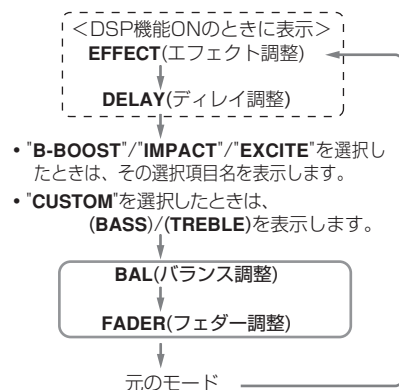 <DSP機能ONのときに表示>
EFFECT(エフェクト調整)
DELAY(ディレイ調整)
• "B-BOOST"/"IMPACT"/"EXCITE"を選択し
たときは、その選択項目名を表示します。
• "CUSTOM"を選択したときは、
(BASS)/(TREBLE)を表示します。
BAL(バランス調整)
FADER(フェダー調整)
元のモード